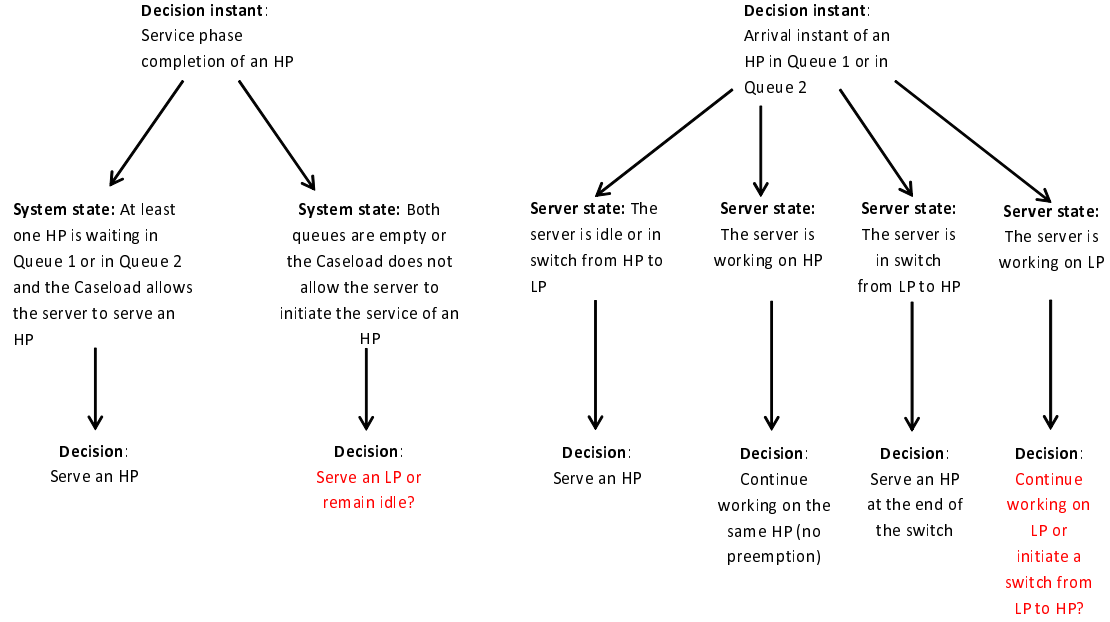 Decision instant:
Service phase
completion of an HP
System state: At least
one HP is waiting in
Queue 1 or in Queue 2
and the Caseload allows
the server to serve an
HP
System state: Both
queues are empty or
the Caseload does not
allow the server to
initiate the service of an
HP
Decision:
Serve an HP
Decision:
Serve an LP or
remain idle?
Decision instant:
Arrival instant of an
HP in Queue 1 or in
Queue 2
Server state: The
server is idle or in
switch from HP to
LP
Server state:
The server is
working on HP
Server state:
The server is
in switch
from LP to HP
Server state:
The server is
working on LP
Decision:
Serve an HP
Decision:
Continue
working on the
same HP (no
preemption)
Decision:
Serve an HP
at the end of
the switch
Decision:
Continue
working on
LP or
initiate a
switch from
LP to HP?